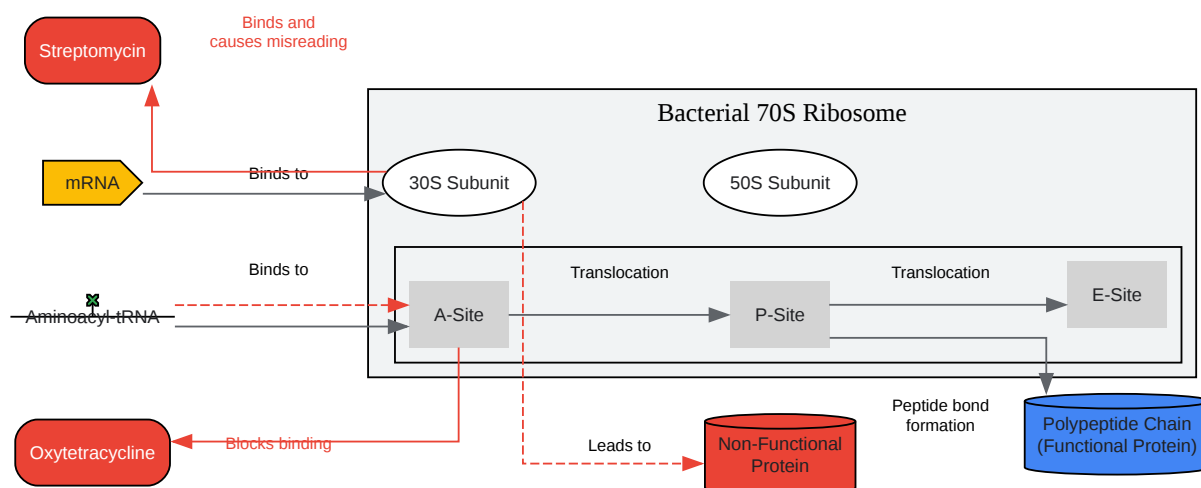 Binds and
causes misreading
Streptomycin
Bacterial 70S Ribosome
mRNA
Binds to
30S Subunit
50S Subunit
Binds to
Translocation
Translocation
Aminoacyl-tRNA
A-Site
P-Site
E-Site
Peptide bond
formation
Polypeptide Chain
(Functional Protein)
Oxytetracycline
Blocks binding
Leads to
Non-Functional
Protein